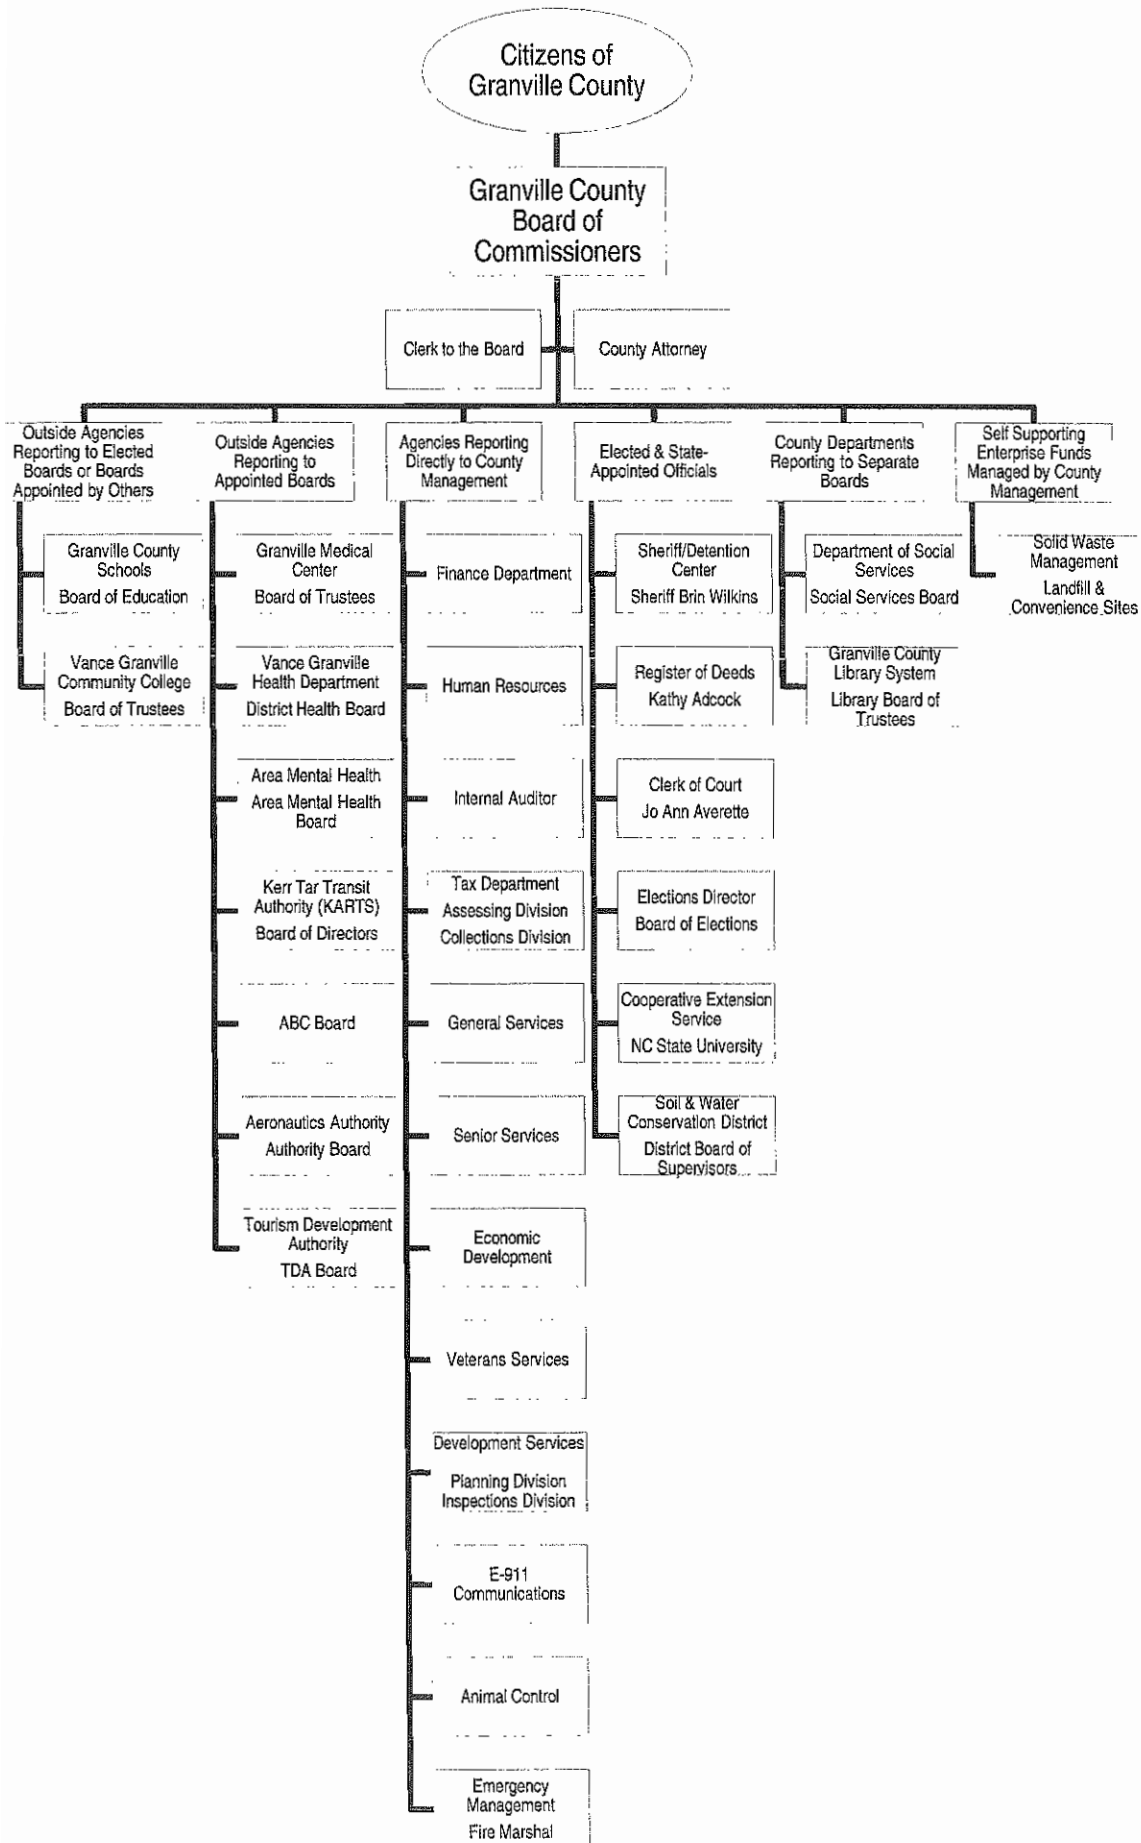 Citizens of
Granville County
Granville County
Board of
Commissioners
Clerk to the Board
County Attorney
Outside Agencies
Reporting to Elected
Boards or Boards
Appointed by Others
Outside Agencies
Reporting to
Appointed Boards
Agencies Reporting
Directly to County
Management
Elected & State-
Appointed Officials
County Departments
Reporting to Separate
Boards
Self Supporting
Enterprise Funds
Managed by County
Management
Granville County
Schools
Board of Education
Vance Granville
Community College
Board of Trustees
Granville Medical
Center
Board of Trustees
Vance Granville
Health Department
District Health Board
Area Mental Health
Area Mental Health
Board
Kerr Tar Transit
Authority (KARTS)
Board of Directors
ABC Board
Aeronautics Authority
Authority Board
Tourism Development
Authority
TDA Board
Finance Department
Human Resources
Internal Auditor
Tax Department
Assessing Division
Collections Division
General Services
Senior Services
Economic
Development
Veterans Services
Development Services
Planning Division
Inspections Division
E-911
Communications
Animal Control
Emergency
Management
Fire Marshal
Sheriff/Detention
Center
Sheriff Brin Wilkins
Register of Deeds
Kathy Adcock
Clerk of Court
Jo Ann Averette
Elections Director
Board of Elections
Cooperative Extension
Service
NC State University
Soil & Water
Conservation District
District Board of
Supervisors
Department of Social
Services
Social Services Board
Granville County
Library System
Library Board of
Trustees
Solid Waste
Management
Landfill &
Convenience Sites